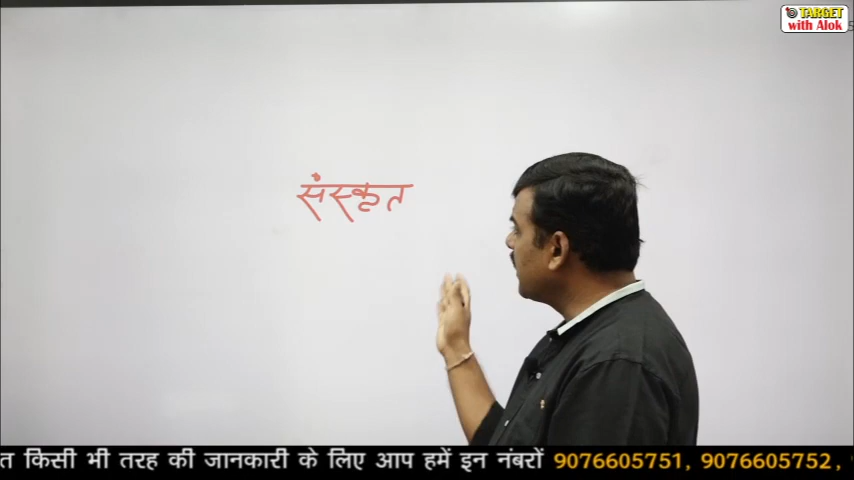 TARGET
with Alok
संस्कृत
त किसी भी तरह की जानकारी के लिए आप हमें इन नंबरों 9076605751, 9076605752,